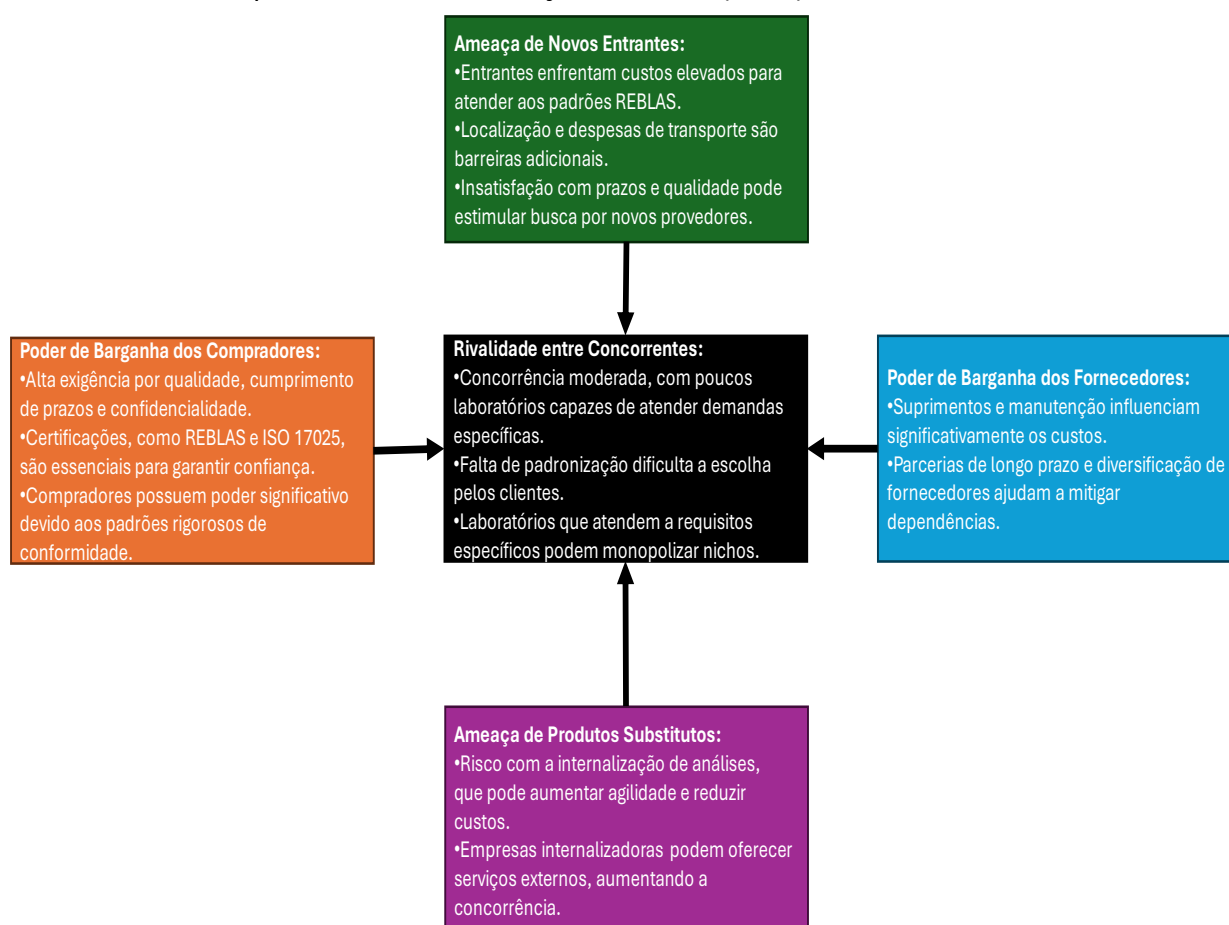 Ameaça de Novos Entrantes:
•Entrantes enfrentam custos elevados para
atender aos padrões REBLAS.
•Localização e despesas de transporte são
barreiras adicionais.
•Insatisfação com prazos e qualidade pode
estimular busca por novos provedores.
Poder de Barganha dos Compradores:
•Alta exigência por qualidade, cumprimento
de prazos e confidencialidade.
•Certificações, como REBLAS e ISO 17025,
são essenciais para garantir confiança.
•Compradores possuem poder significativo
devido aos padrões rigorosos de
conformidade.
Rivalidade entre Concorrentes:
•Concorrência moderada, com poucos
laboratórios capazes de atender demandas
específicas.
•Falta de padronização dificulta a escolha
pelos clientes.
•Laboratórios que atendem a requisitos
específicos podem monopolizar nichos.
Poder de Barganha dos Fornecedores:
•Suprimentos e manutenção influenciam
significativamente os custos.
•Parcerias de longo prazo e diversificação de
fornecedores ajudam a mitigar
dependências.
Ameaça de Produtos Substitutos:
•Risco com a internalização de análises,
que pode aumentar agilidade e reduzir
custos.
•Empresas internalizadoras podem oferecer
serviços externos, aumentando a
concorrência.